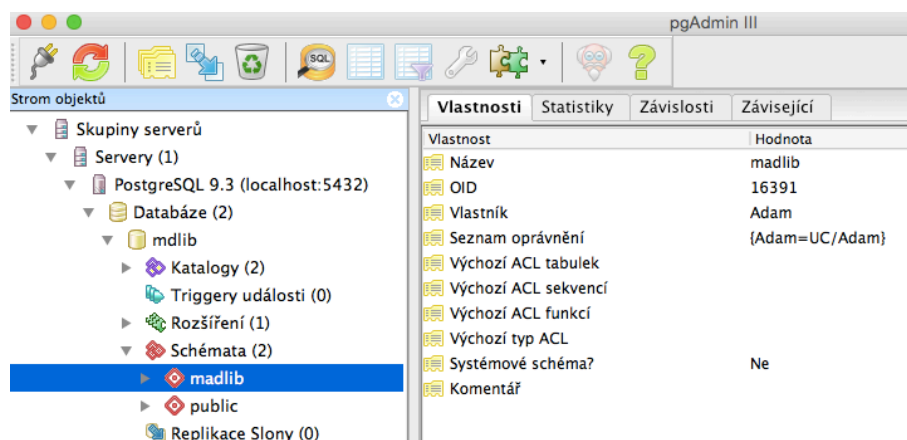 pgAdmin III
SQL
Strom objektů
Skupiny serverů
Servery (1)
PostgreSQL 9.3 (localhost:5432)
Databáze (2)
mdlib
Katalogy (2)
Triggery události (0)
Rozšíření (1)
Schémata (2)
madlib
public
Replikace Slony (0)
Vlastnosti Statistiky Závislosti Závisející
Vlastnost Hodnota
Název madlib
OID 16391
Vlastník Adam
Seznam oprávnění {Adam=UC/Adam}
Výchozí ACL tabulek
Výchozí ACL sekvencí
Výchozí ACL funkcí
Výchozí typ ACL
Systémové schéma? Ne
Komentář